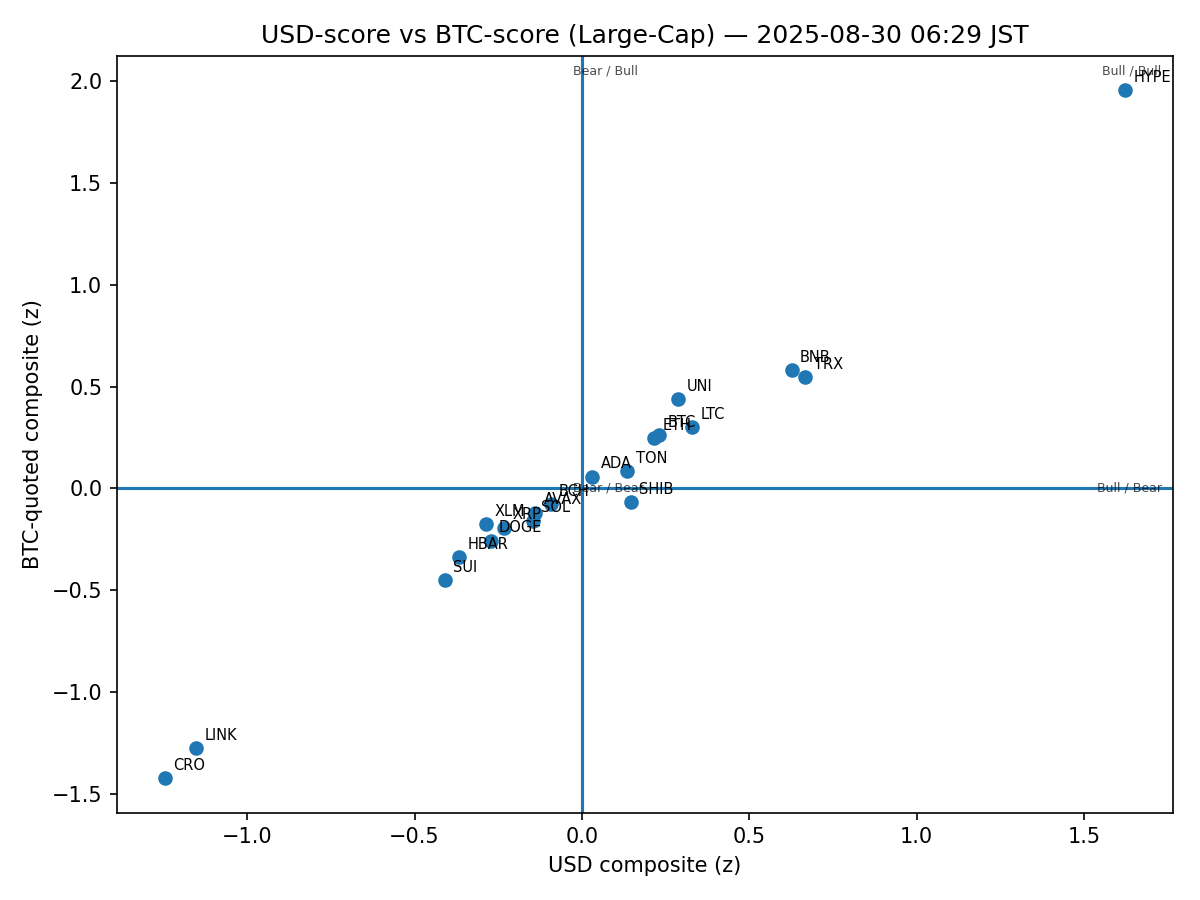 USD-score vs BTC-score (Large-Cap) — 2025-08-30 06:29 JST
BTC-quoted composite (z)
2.0
1.5
1.0
0.5
0.0
−0.5
−1.0
−1.5
Bear / Bull
Bull / Bull
HYPE
BNB
TRX
UNI
LTC
BTC
ETH
TON
ADA
SHIB
Bear / Bear
Bull / Bear
BCH
AVAX
SOL
XLM
XRP
DOGE
HBAR
SUI
LINK
CRO
−1.0
−0.5
0.0
0.5
1.0
1.5
USD composite (z)